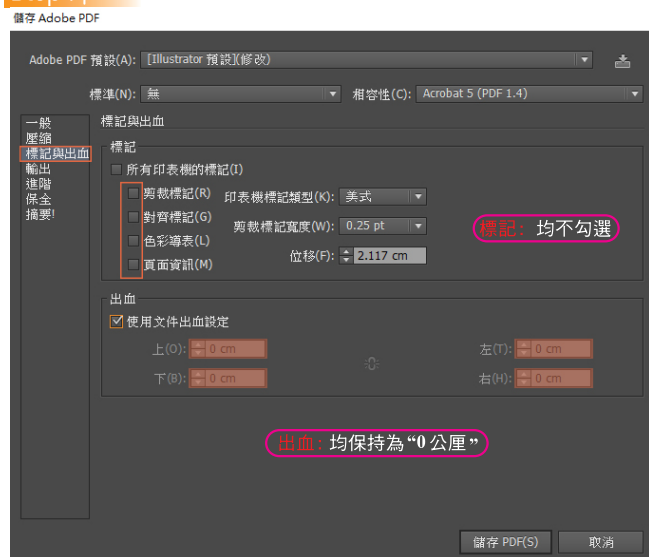 儲存 Adobe PDF
Adobe PDF 預設(A): [Illustrator 預設](修改)
標準(N): 無 相容性(C): Acrobat 5 (PDF 1.4)
一般
壓縮
標記與出血
輸出
進階
保全
摘要!
標記與出血
標記
所有印表機的標記(I)
剪裁標記(R) 印表機標記類型(K): 美式
對齊標記(G) 剪裁標記寬度(W): 0.25 pt
色彩導表(L) 位移(F): 2.117 cm
頁面資訊(M)
標記: 均不勾選
出血
使用文件出血設定
上(O): 0 cm 左(T): 0 cm
下(B): 0 cm 右(H): 0 cm
出血: 均保持為“0 公厘”
儲存 PDF(S) 取消